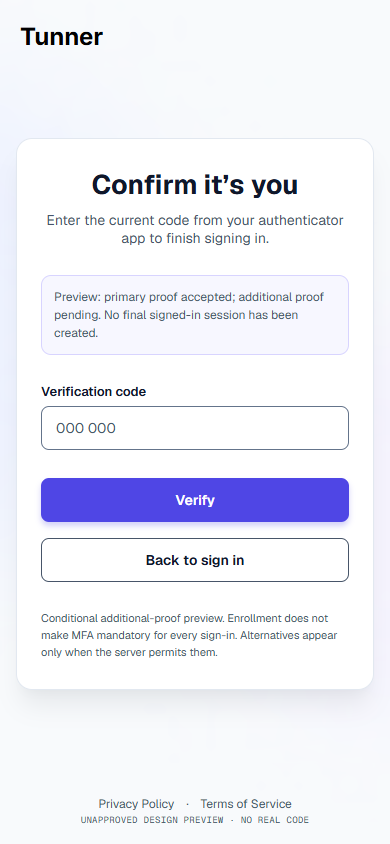 Tunner
Confirm it’s you
Enter the current code from your authenticator
app to finish signing in.
Preview: primary proof accepted; additional proof
pending. No final signed-in session has been
created.
Verification code
000 000
Verify
Back to sign in
Conditional additional-proof preview. Enrollment does not
make MFA mandatory for every sign-in. Alternatives appear
only when the server permits them.
Privacy Policy · Terms of Service
UNAPPROVED DESIGN PREVIEW · NO REAL CODE